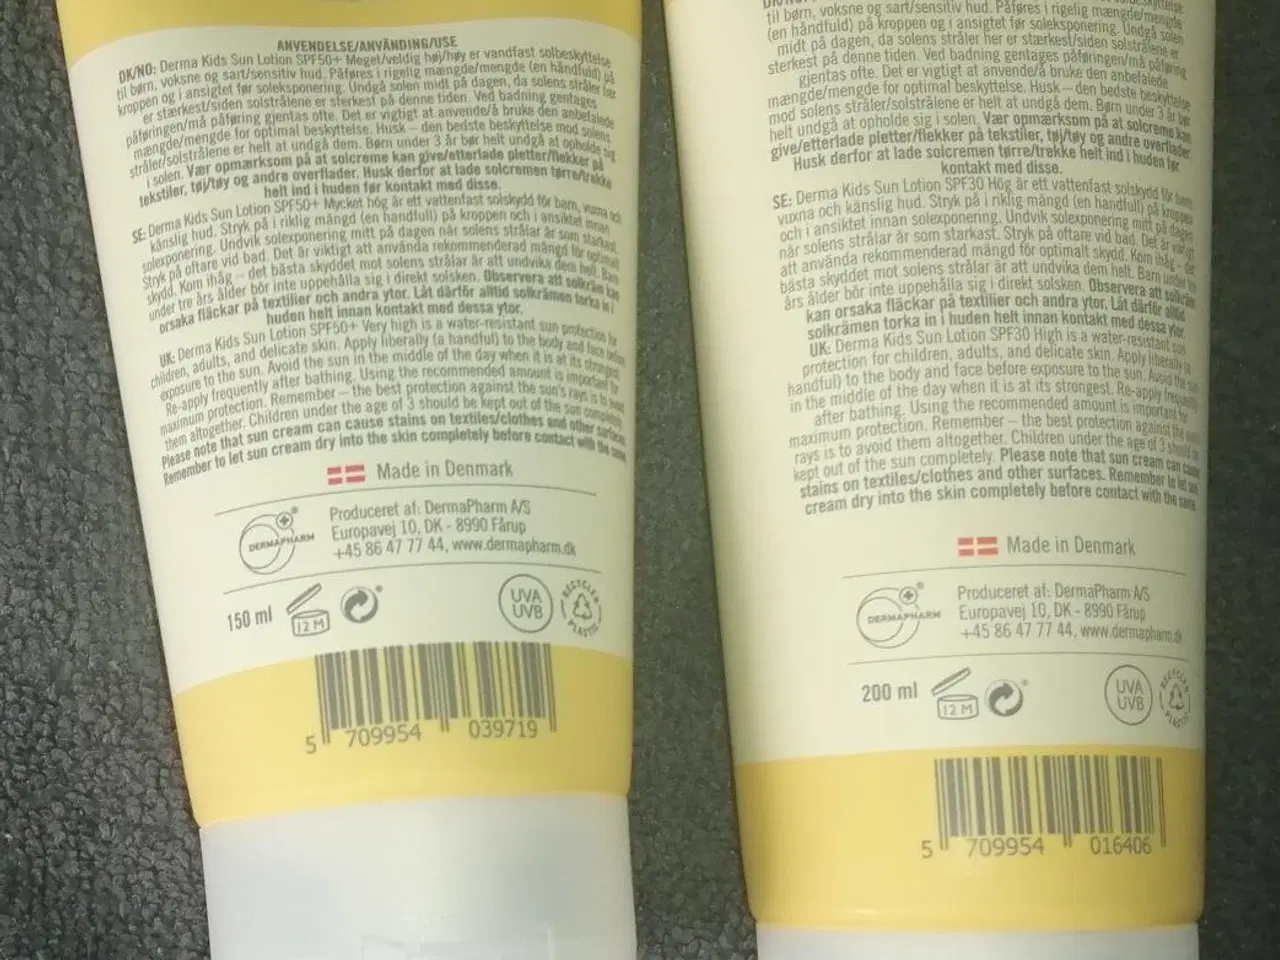 ANVENDELSE/ANVÄNDING/USE
DK/NO: Derma Kids Sun Lotion SPF50+ Meget/veldig høj/høy er vandfast solbeskyttelse
til børn, voksne og sart/sensitiv hud. Påføres i rigelig mængde/mengde (en håndfuld) på
kroppen og i ansigtet før soleksponering. Undgå solen midt på dagen, da solens stråler her
er stærkest/siden solstrålene er sterkest på denne tiden. Ved badning gentages
påføringen/må påføring gjentas ofte. Det er vigtigt at anvende/å bruke den anbefalede
mængde/mengde for optimal beskyttelse. Husk – den bedste beskyttelse mod solens
stråler/solstrålene er helt at undgå dem. Børn under 3 år bør helt undgå at opholde sig
i solen. Vær opmærksom på at solcreme kan give/etterlade pletter/flekker på
tekstiler, tøj/tøy og andre overflader. Husk derfor at lade solcremen tørre/trekke
helt ind i huden før kontakt med disse.
SE: Derma Kids Sun Lotion SPF50+ Mycket hög är ett vattenfast solskydd för barn, vuxna och
känslig hud. Stryk på i riklig mängd (en handfull) på kroppen och i ansiktet innan
solexponering. Undvik solexponering mitt på dagen när solens strålar är som starkast.
Stryk på oftare vid bad. Det är viktigt att använda rekommenderad mängd för optimalt
skydd. Kom ihåg – det bästa skyddet mot solens strålar är att undvika dem helt. Barn
under tre års ålder bör inte uppehålla sig i direkt solsken. Observera att solkräm kan
orsaka fläckar på textilier och andra ytor. Låt därför alltid solkrämen torka in i
huden helt innan kontakt med dessa ytor.
UK: Derma Kids Sun Lotion SPF50+ Very high is a water-resistant sun protection for
children, adults, and delicate skin. Apply liberally (a handful) to the body and face before
exposure to the sun. Avoid the sun in the middle of the day when it is at its strongest.
Re-apply frequently after bathing. Using the recommended amount is important for
maximum protection. Remember – the best protection against the sun's rays is to avoid
them altogether. Children under the age of 3 should be kept out of the sun completely.
Please note that sun cream can cause stains on textiles/clothes and other surfaces.
Remember to let sun cream dry into the skin completely before contact with the same.
Made in Denmark
DERMAPHARM
Produceret af: DermaPharm A/S
Europavej 10, DK - 8990 Fårup
+45 86 47 77 44, www.dermapharm.dk
150 ml
12 M
UVA
UVB
RECYCLED
PLASTIC
5 709954 039719
til børn, voksne og sart/sensitiv hud. Påføres i rigelig mængde/mengde
(en håndfuld) på kroppen og i ansigtet før soleksponering. Undgå solen
midt på dagen, da solens stråler her er stærkest/siden solstrålene er
sterkest på denne tiden. Ved badning gentages påføringen/må påføring
gjentas ofte. Det er vigtigt at anvende/å bruke den anbefalede
mængde/mengde for optimal beskyttelse. Husk – den bedste beskyttelse
mod solens stråler/solstrålene er helt at undgå dem. Børn under 3 år bør
helt undgå at opholde sig i solen. Vær opmærksom på at solcreme kan
give/etterlade pletter/flekker på tekstiler, tøj/tøy og andre overflader.
Husk derfor at lade solcremen tørre/trekke helt ind i huden før
kontakt med disse.
SE: Derma Kids Sun Lotion SPF30 Hög är ett vattenfast solskydd för barn,
vuxna och känslig hud. Stryk på i riklig mängd (en handfull) på kroppen
och i ansiktet innan solexponering. Undvik solexponering mitt på dagen
när solens strålar är som starkast. Stryk på oftare vid bad. Det är viktigt
att använda rekommenderad mängd för optimalt skydd. Kom ihåg – det
bästa skyddet mot solens strålar är att undvika dem helt. Barn under tre
års ålder bör inte uppehålla sig i direkt solsken. Observera att solkräm
kan orsaka fläckar på textilier och andra ytor. Låt därför alltid
solkrämen torka in i huden helt innan kontakt med dessa ytor.
UK: Derma Kids Sun Lotion SPF30 High is a water-resistant sun
protection for children, adults, and delicate skin. Apply liberally (a
handful) to the body and face before exposure to the sun. Avoid the sun
in the middle of the day when it is at its strongest. Re-apply frequently
after bathing. Using the recommended amount is important for
maximum protection. Remember – the best protection against the sun's
rays is to avoid them altogether. Children under the age of 3 should be
kept out of the sun completely. Please note that sun cream can cause
stains on textiles/clothes and other surfaces. Remember to let sun
cream dry into the skin completely before contact with the same.
Made in Denmark
DERMAPHARM
Produceret af: DermaPharm A/S
Europavej 10, DK - 8990 Fårup
+45 86 47 77 44, www.dermapharm.dk
200 ml
12 M
UVA
UVB
RECYCLED
PLASTIC
5 709954 016406